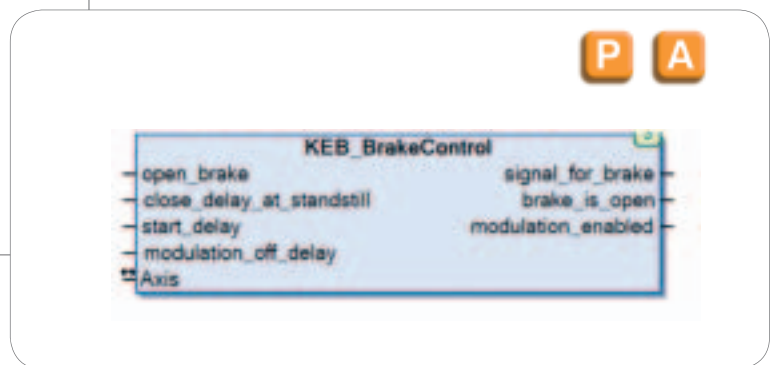 P A
KEB_BrakeControl
open_brake signal_for_brake
close_delay_at_standstill brake_is_open
start_delay modulation_enabled
modulation_off_delay
Axis